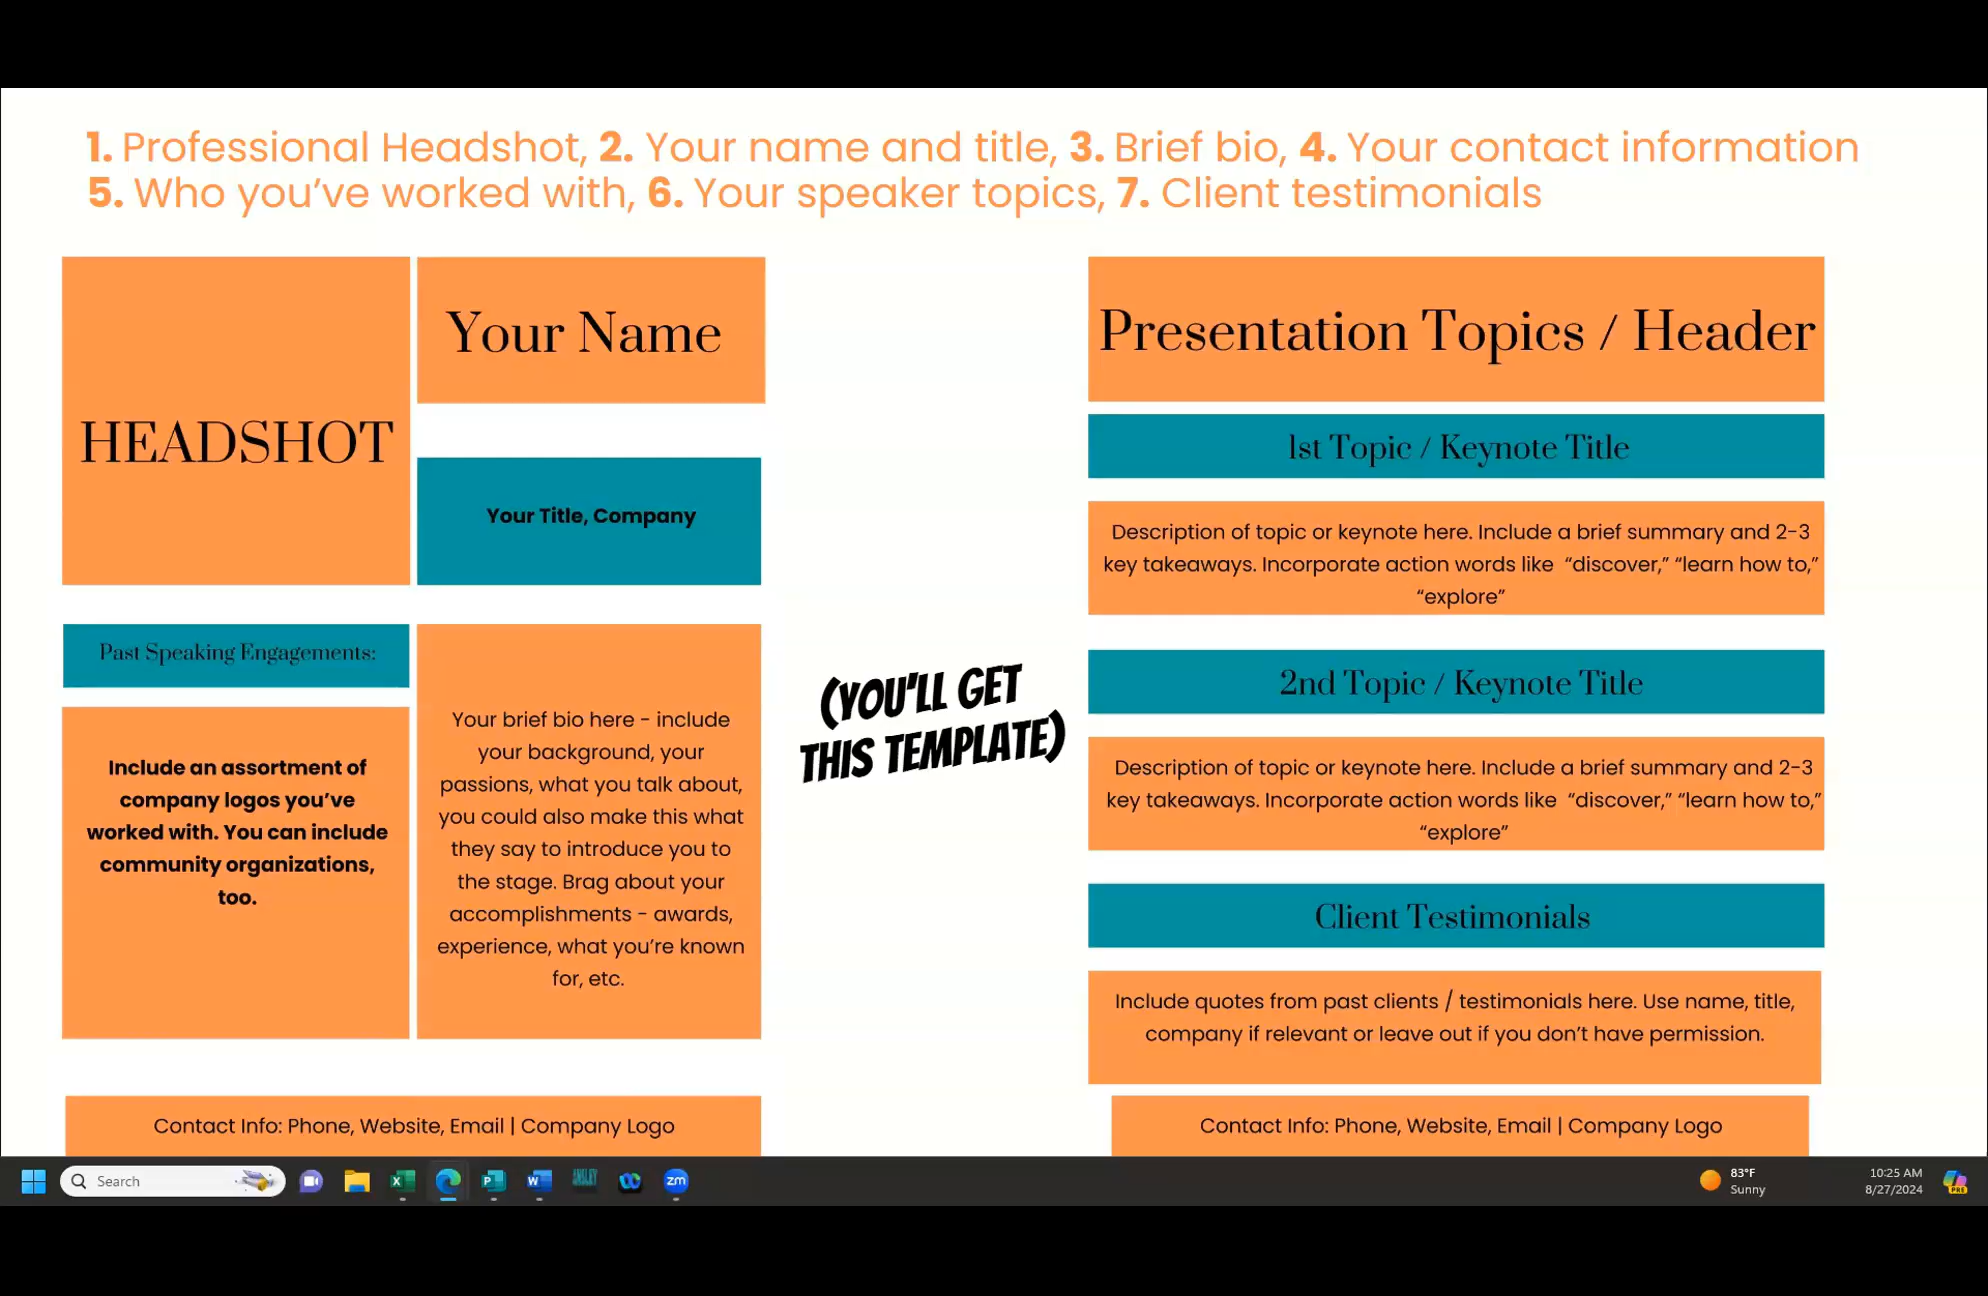 1. Professional Headshot, 2. Your name and title, 3. Brief bio, 4. Your contact information
5. Who you've worked with, 6. Your speaker topics, 7. Client testimonials
HEADSHOT
Your Name
Your Title, Company
Past Speaking Engagements:
Include an assortment of
company logos you've
worked with. You can include
community organizations,
too.
Your brief bio here - include
your background, your
passions, what you talk about,
you could also make this what
they say to introduce you to
the stage. Brag about your
accomplishments - awards,
experience, what you're known
for, etc.
Contact Info: Phone, Website, Email | Company Logo
(YOU'LL GET
THIS TEMPLATE)
Presentation Topics / Header
1st Topic / Keynote Title
Description of topic or keynote here. Include a brief summary and 2-3
key takeaways. Incorporate action words like “discover,” “learn how to,”
“explore”
2nd Topic / Keynote Title
Description of topic or keynote here. Include a brief summary and 2-3
key takeaways. Incorporate action words like “discover,” “learn how to,”
“explore”
Client Testimonials
Include quotes from past clients / testimonials here. Use name, title,
company if relevant or leave out if you don't have permission.
Contact Info: Phone, Website, Email | Company Logo
Search
zm
83°F
Sunny
10:25 AM
8/27/2024
PRE